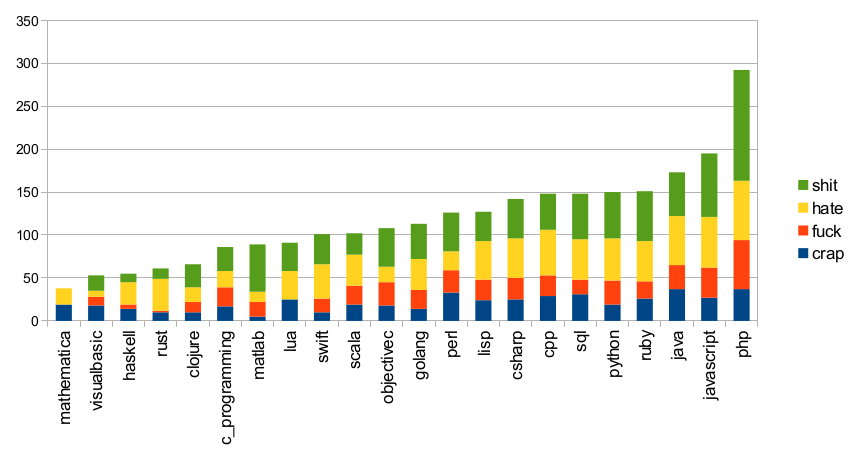 350
300
250
200
150
100
50
0
mathematica
visualbasic
haskell
rust
clojure
c_programming
matlab
lua
swift
scala
objectivec
golang
perl
lisp
csharp
cpp
sql
python
ruby
java
javascript
php
shit
hate
fuck
crap